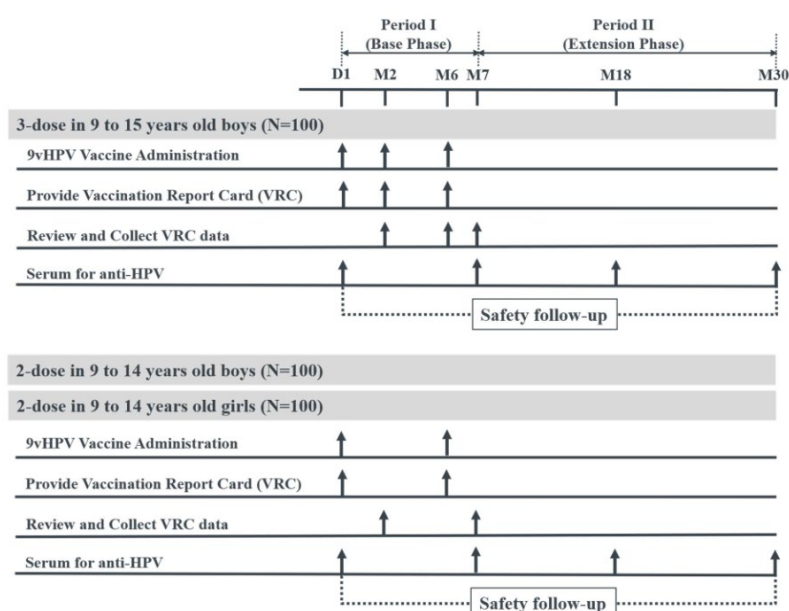 Period I
(Base Phase)
Period II
(Extension Phase)
D1 M2 M6 M7 M18 M30
3-dose in 9 to 15 years old boys (N=100)
9vHPV Vaccine Administration
Provide Vaccination Report Card (VRC)
Review and Collect VRC data
Serum for anti-HPV
Safety follow-up
2-dose in 9 to 14 years old boys (N=100)
2-dose in 9 to 14 years old girls (N=100)
9vHPV Vaccine Administration
Provide Vaccination Report Card (VRC)
Review and Collect VRC data
Serum for anti-HPV
Safety follow-up